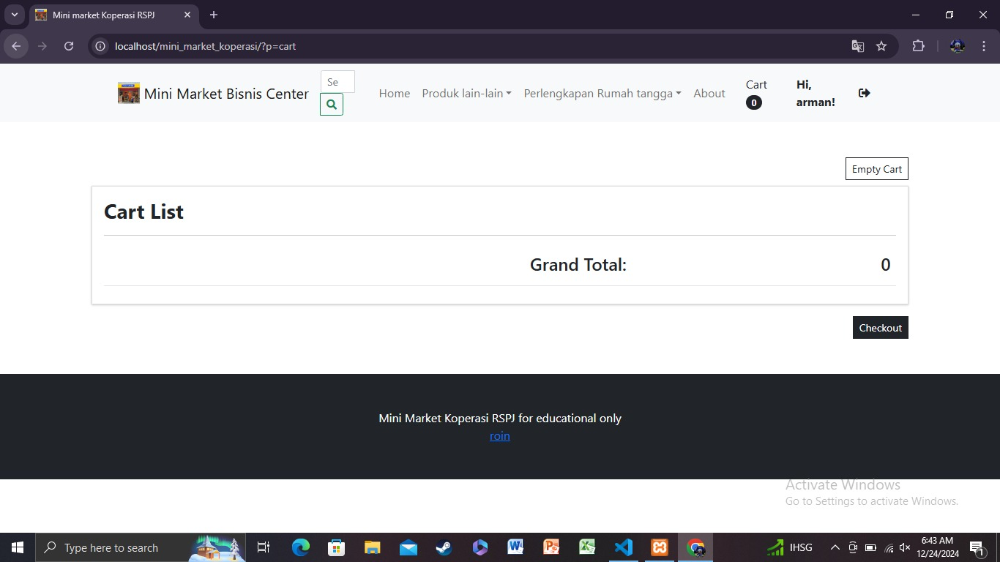 Mini market Koperasi RSPJ
localhost/mini_market_koperasi/?p=cart
Mini Market Bisnis Center
Se
Home
Produk lain-lain
Perlengkapan Rumah tangga
About
Cart
0
Hi,
arman!
Empty Cart
Cart List
Grand Total:
0
Checkout
Mini Market Koperasi RSPJ for educational only
roin
Activate Windows
Go to Settings to activate Windows.
Type here to search
IHSG
6:43 AM
12/24/2024
1